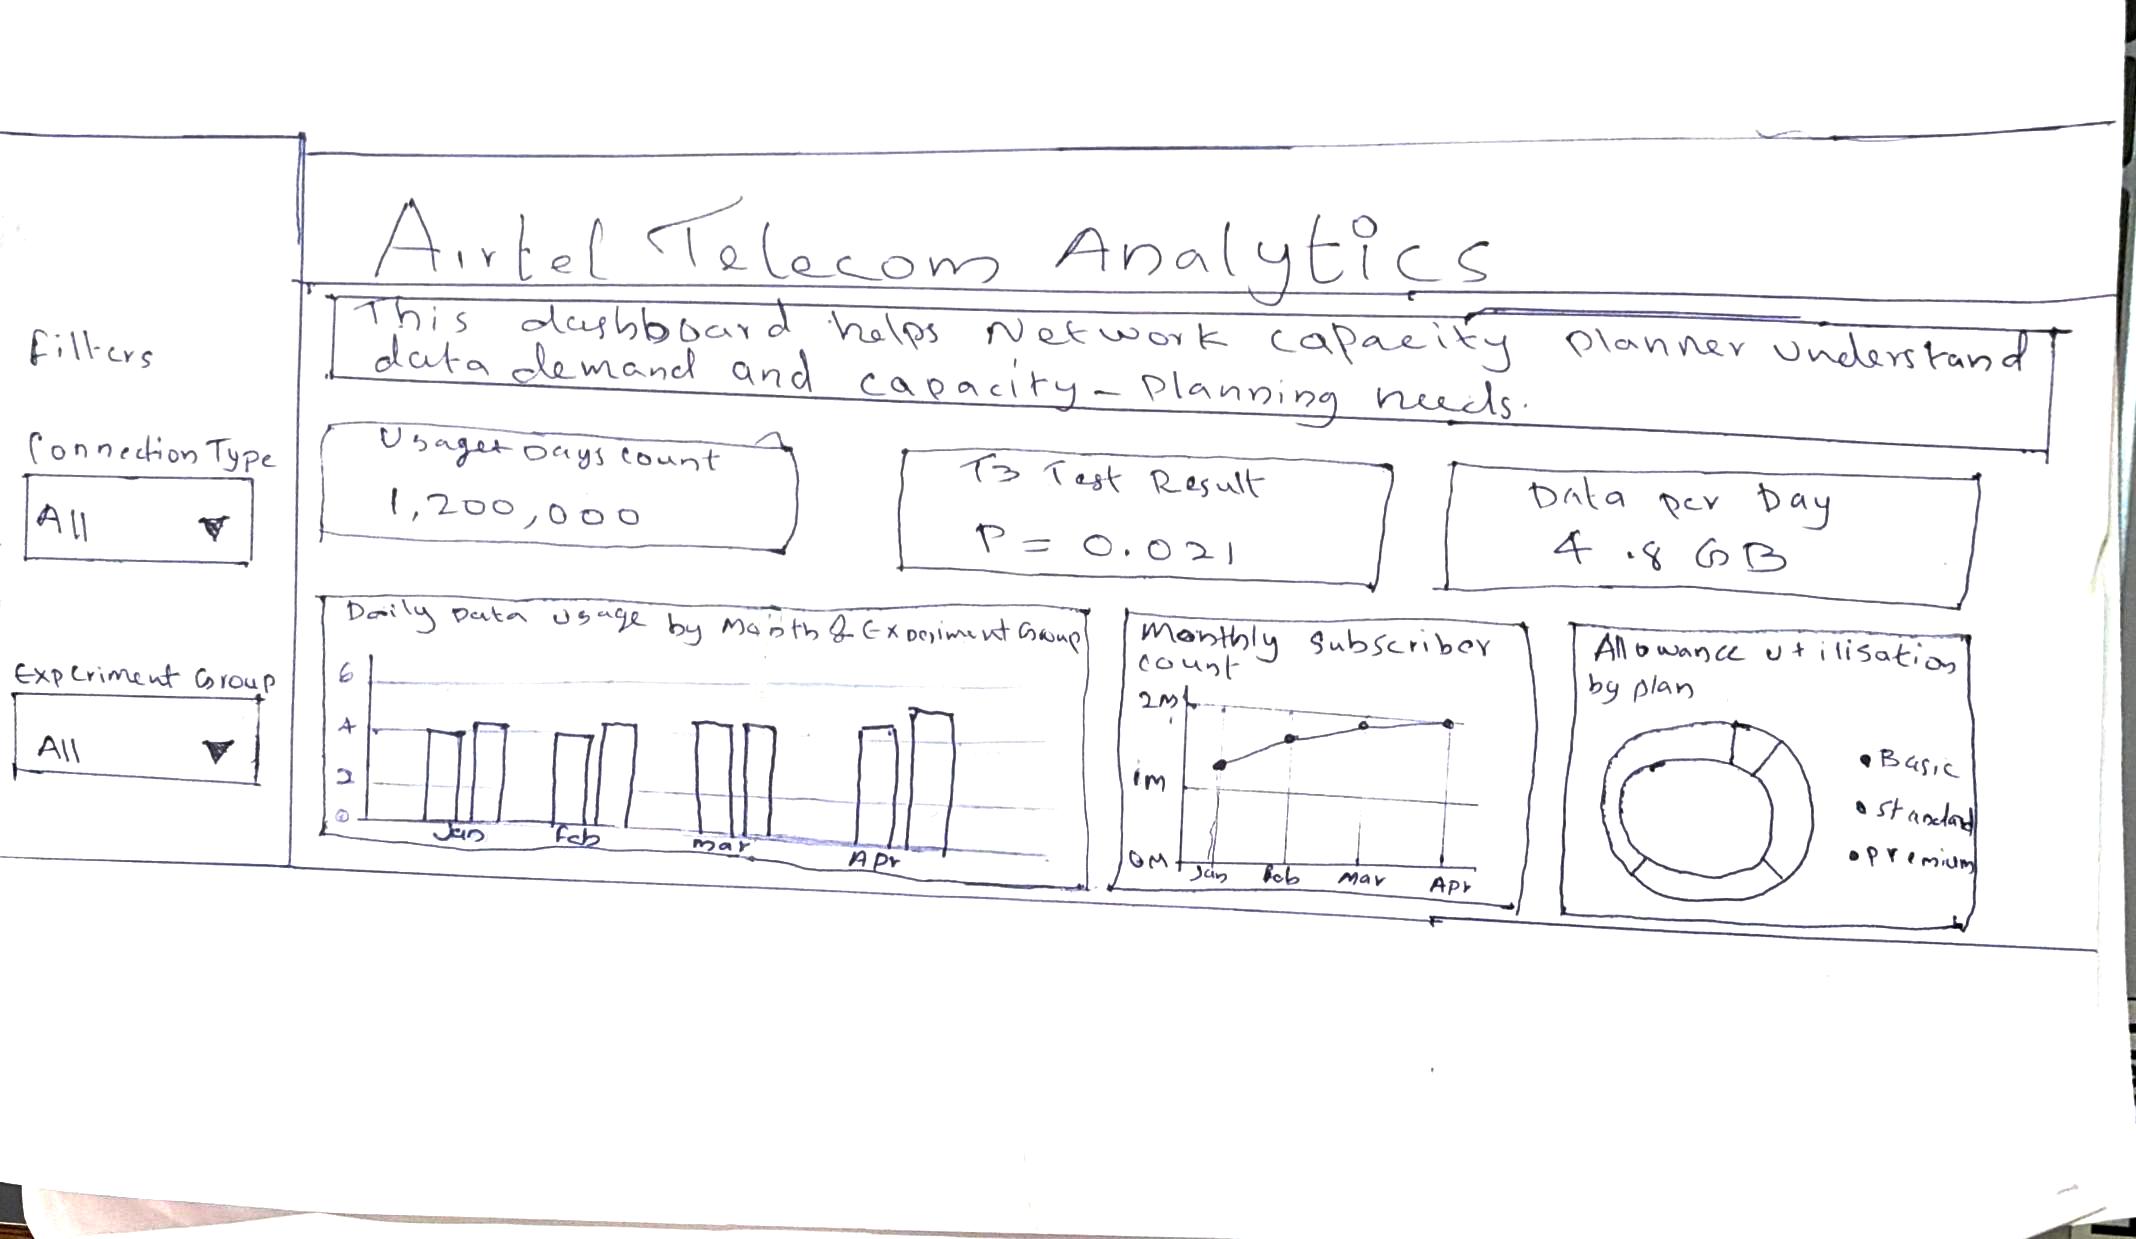 Airtel Telecom Analytics
This dashbboard helps Network capacity planner understand
data demand and capacity - planning needs.
Filters
Connection Type
All
Experiment Group
All
Usages Days count
1,200,000
T3 Test Result
P = 0.021
Data per Day
4.8 GB
Daily Data usage by Month & Experiment Group
6
4
2
0
Jan Feb Mar Apr
Monthly subscriber
count
2M
1M
0M
Jan Feb Mar Apr
Allowance utilisation
by plan
• Basic
• standard
• premium